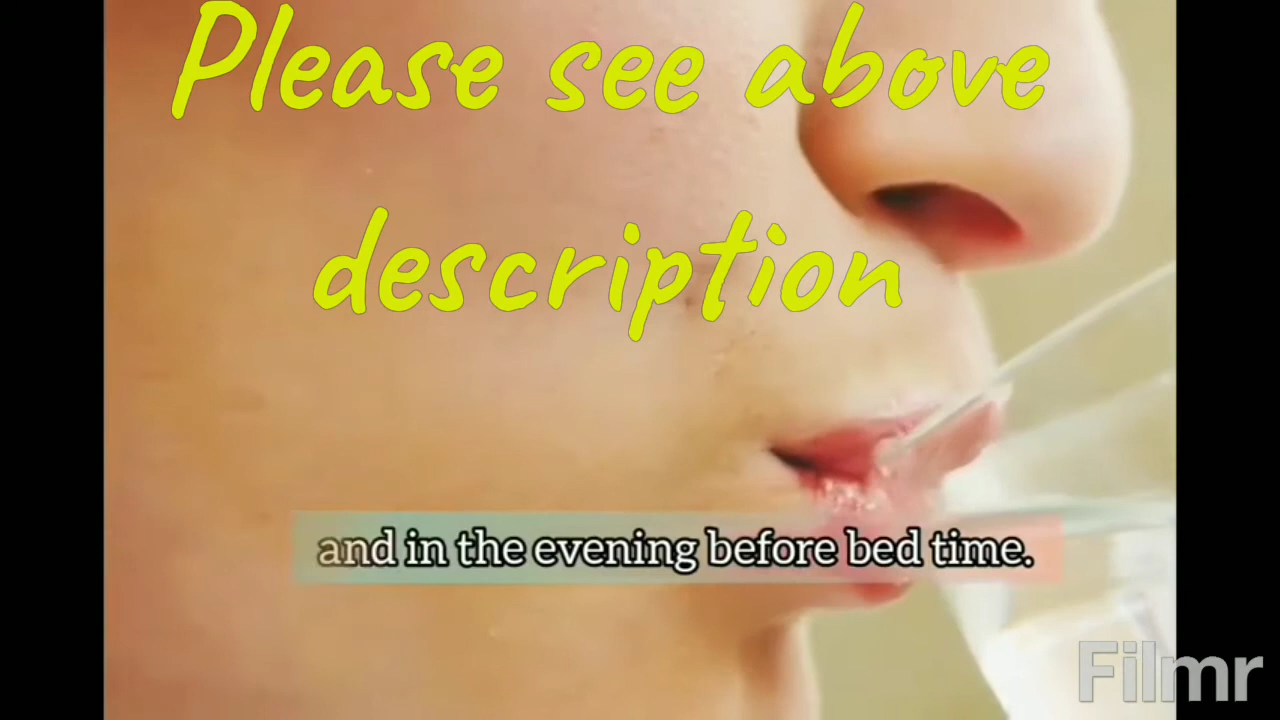 Please see above
description
and in the evening before bed time.
Filmr